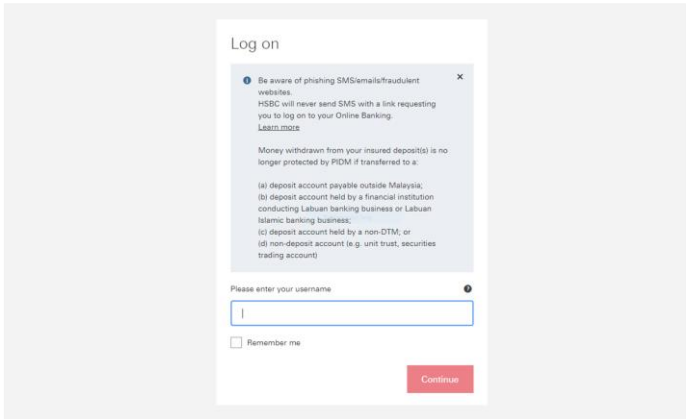 Log on
Be aware of phishing SMS/emails/fraudulent
websites.
HSBC will never send SMS with a link requesting
you to log on to your Online Banking.
Learn more
Money withdrawn from your insured deposit(s) is no
longer protected by PIDM if transferred to a:
(a) deposit account payable outside Malaysia;
(b) deposit account held by a financial institution
conducting Labuan banking business or Labuan
Islamic banking business;
(c) deposit account held by a non-DTM; or
(d) non-deposit account (e.g. unit trust, securities
trading account)
Please enter your username
Remember me
Continue